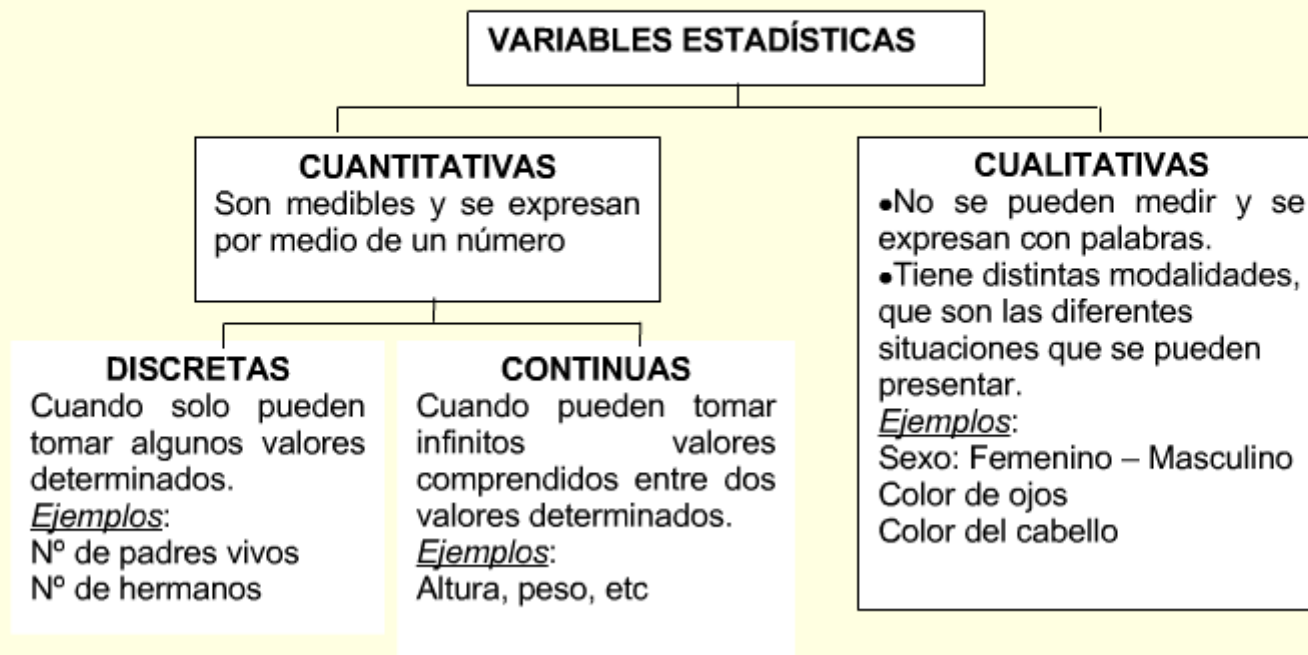 VARIABLES ESTADÍSTICAS
CUANTITATIVAS
Son medibles y se expresan
por medio de un número
DISCRETAS
Cuando solo pueden
tomar algunos valores
determinados.
Ejemplos:
Nº de padres vivos
Nº de hermanos
CONTINUAS
Cuando pueden tomar
infinitos valores
comprendidos entre dos
valores determinados.
Ejemplos:
Altura, peso, etc
CUALITATIVAS
•No se pueden medir y se
expresan con palabras.
•Tiene distintas modalidades,
que son las diferentes
situaciones que se pueden
presentar.
Ejemplos:
Sexo: Femenino – Masculino
Color de ojos
Color del cabello